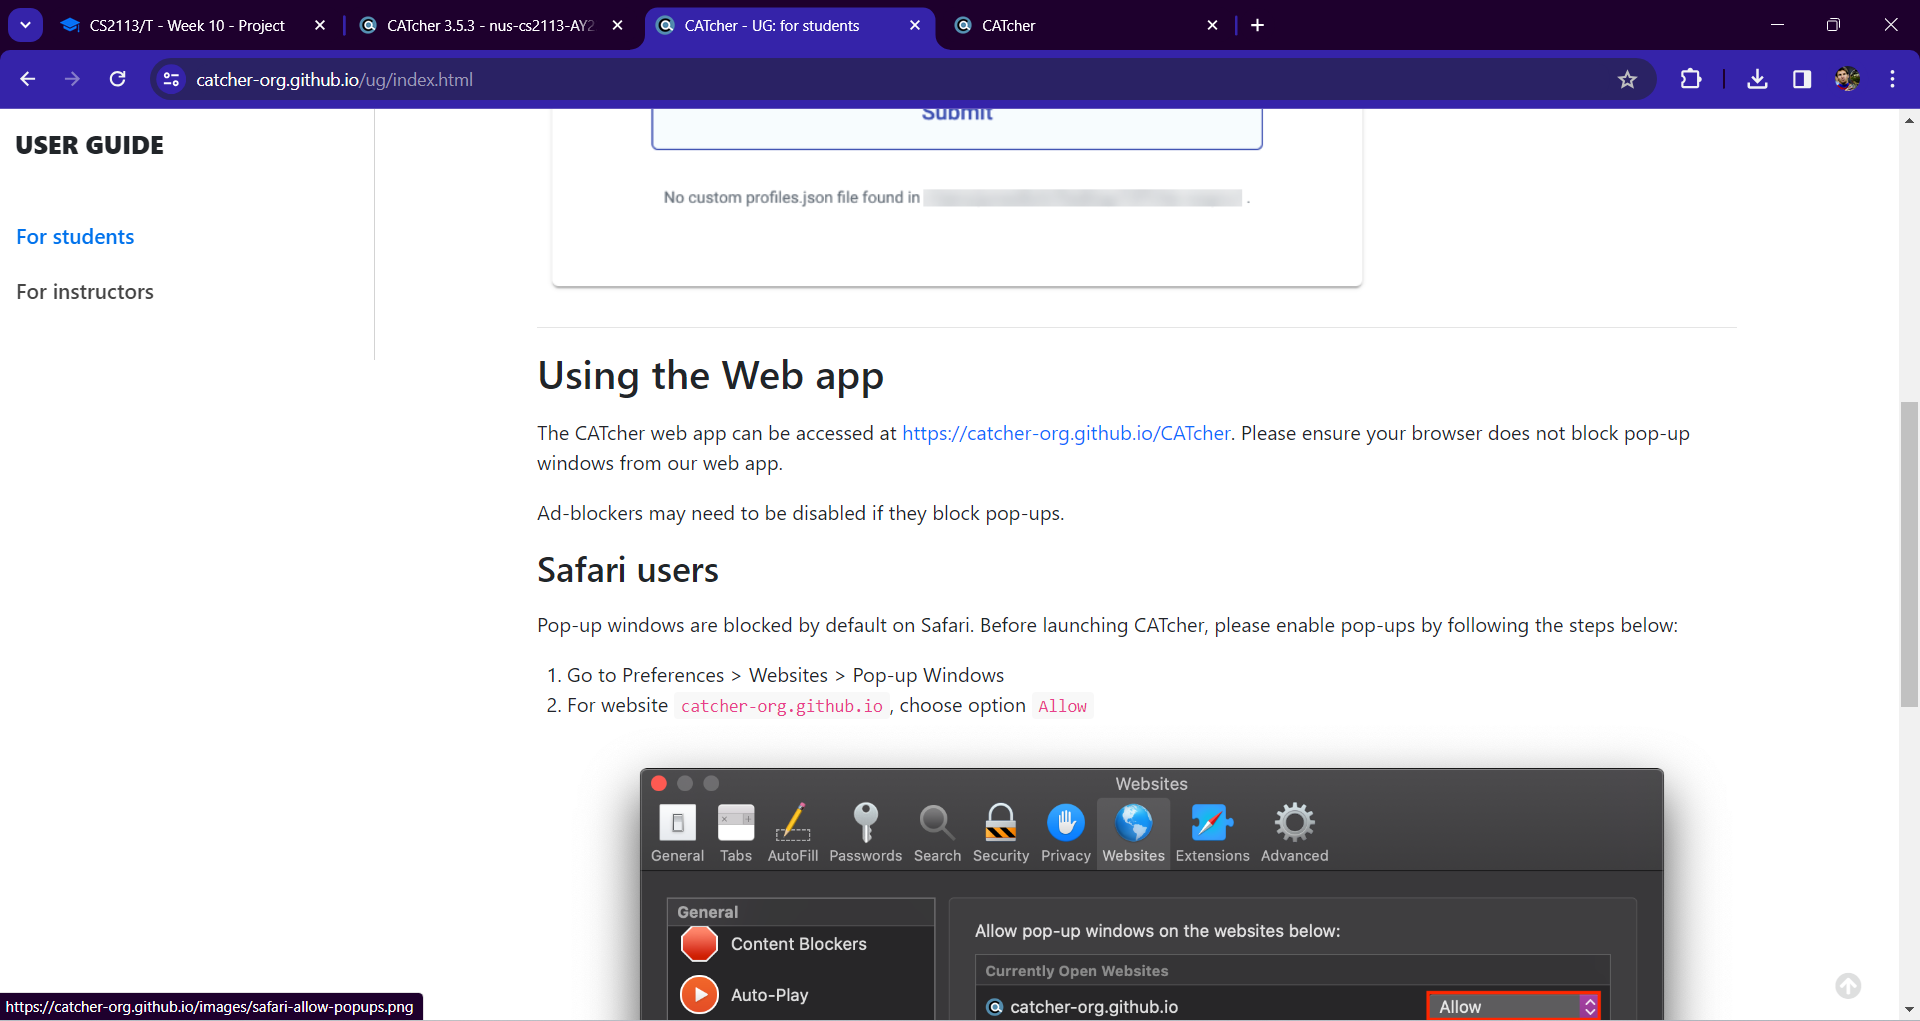 CS2113/T - Week 10 - Project
CATcher 3.5.3 - nus-cs2113-AY2
CATcher - UG: for students
CATcher
catcher-org.github.io/ug/index.html
USER GUIDE
For students
For instructors
Submit
No custom profiles.json file found in .
Using the Web app
The CATcher web app can be accessed at https://catcher-org.github.io/CATcher. Please ensure your browser does not block pop-up
windows from our web app.
Ad-blockers may need to be disabled if they block pop-ups.
Safari users
Pop-up windows are blocked by default on Safari. Before launching CATcher, please enable pop-ups by following the steps below:
1. Go to Preferences > Websites > Pop-up Windows
2. For website catcher-org.github.io , choose option Allow
Websites
General Tabs AutoFill Passwords Search Security Privacy Websites Extensions Advanced
General
Content Blockers
Auto-Play
Allow pop-up windows on the websites below:
Currently Open Websites
catcher-org.github.io Allow
https://catcher-org.github.io/images/safari-allow-popups.png